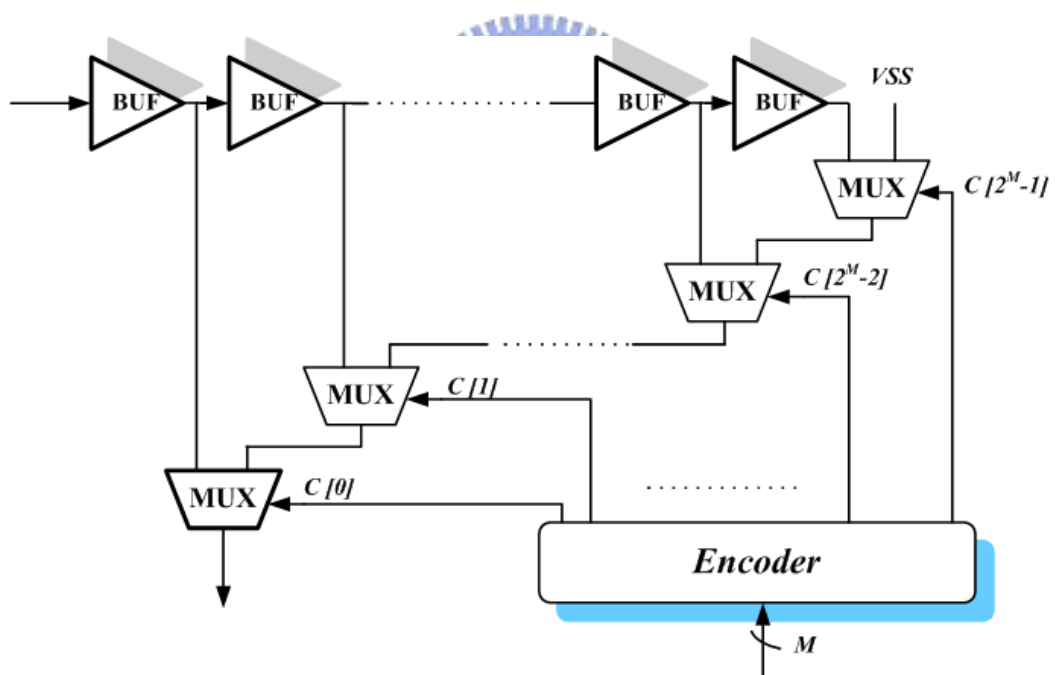 VSS
BUF BUF BUF BUF
MUX C [2^M-1]
MUX C [2^M-2]
MUX C [1]
MUX C [0]
Encoder
M